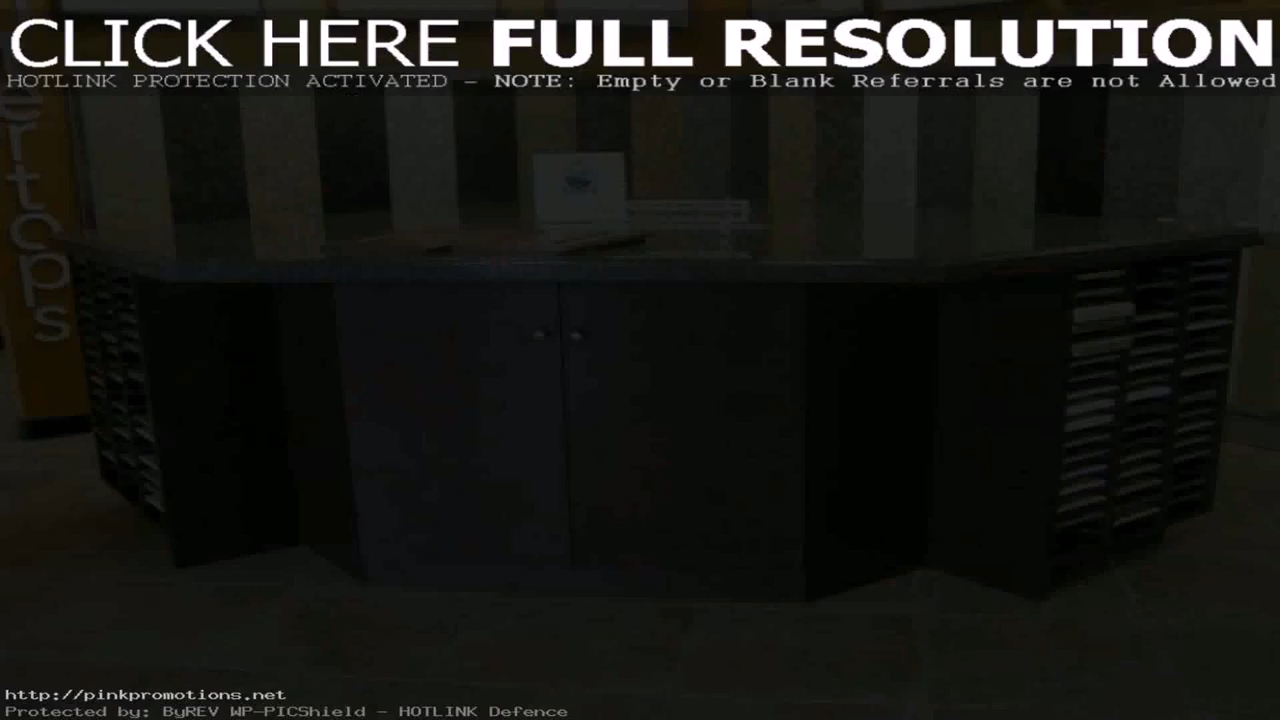 CLICK HERE FULL RESOLUTION
HOTLINK PROTECTION ACTIVATED - NOTE: Empty or Blank Referrals are not Allowed
ertops
http://pinkpromotions.net
Protected by: ByREV WP-PICShield - HOTLINK Defence